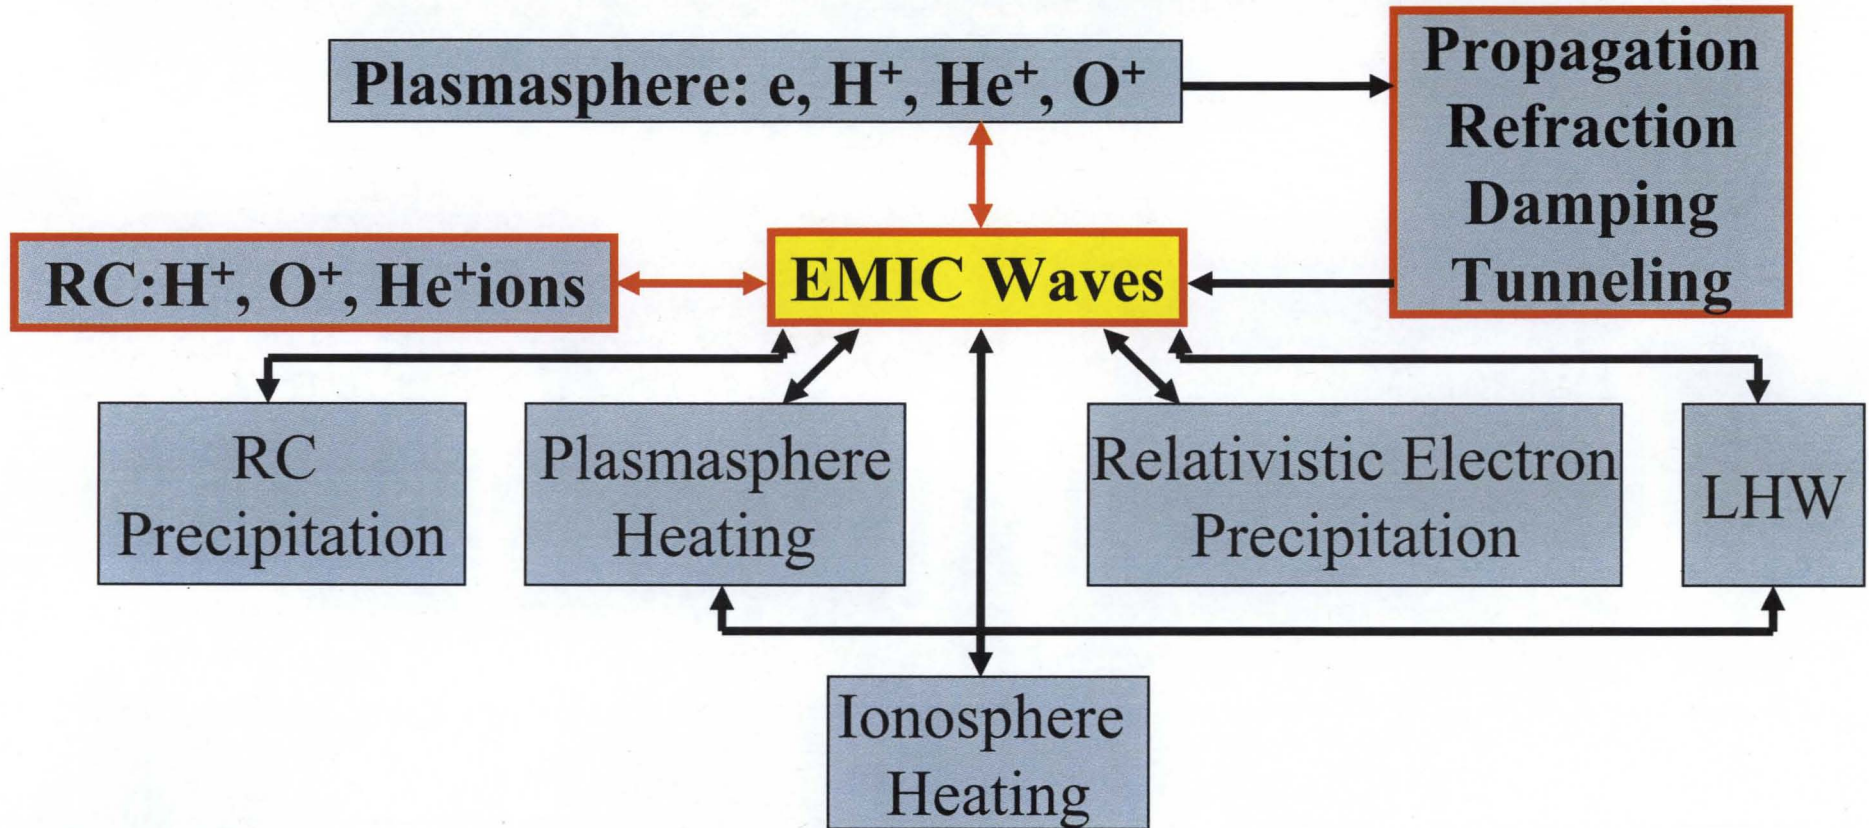 Plasmasphere: e, H⁺, He⁺, O⁺
Propagation
Refraction
Damping
Tunneling
RC:H⁺, O⁺, He⁺ions
EMIC Waves
RC
Precipitation
Plasmasphere
Heating
Relativistic Electron
Precipitation
LHW
Ionosphere
Heating